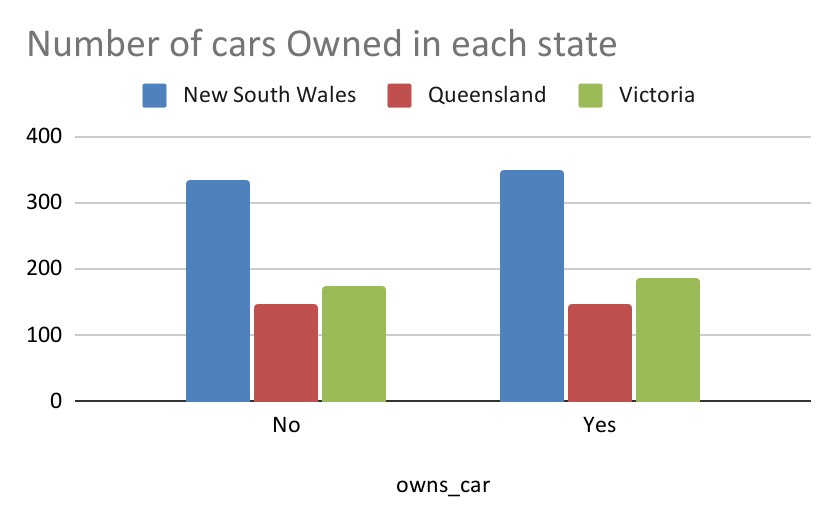 Number of cars Owned in each state
New South Wales Queensland Victoria
400
300
200
100
0
No Yes
owns_car